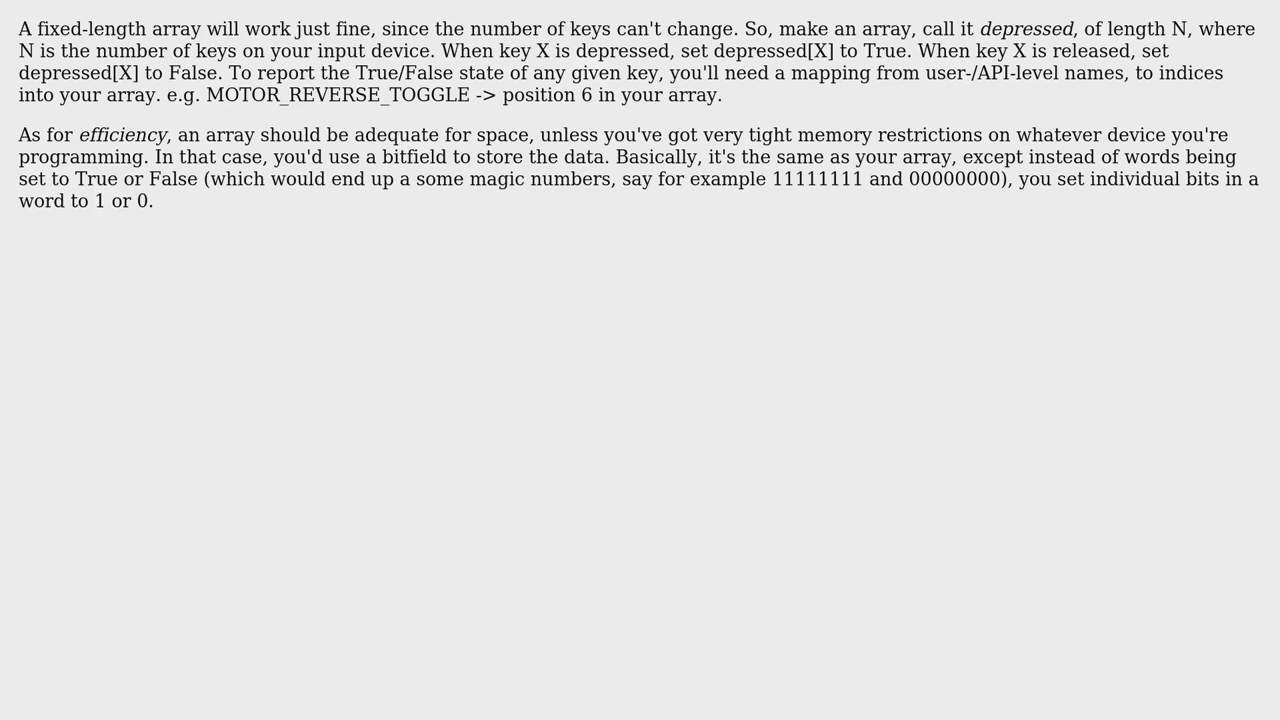 A fixed-length array will work just fine, since the number of keys can't change. So, make an array, call it depressed, of length N, where
N is the number of keys on your input device. When key X is depressed, set depressed[X] to True. When key X is released, set
depressed[X] to False. To report the True/False state of any given key, you'll need a mapping from user-/API-level names, to indices
into your array. e.g. MOTOR_REVERSE_TOGGLE -> position 6 in your array.
As for efficiency, an array should be adequate for space, unless you've got very tight memory restrictions on whatever device you're
programming. In that case, you'd use a bitfield to store the data. Basically, it's the same as your array, except instead of words being
set to True or False (which would end up a some magic numbers, say for example 11111111 and 00000000), you set individual bits in a
word to 1 or 0.